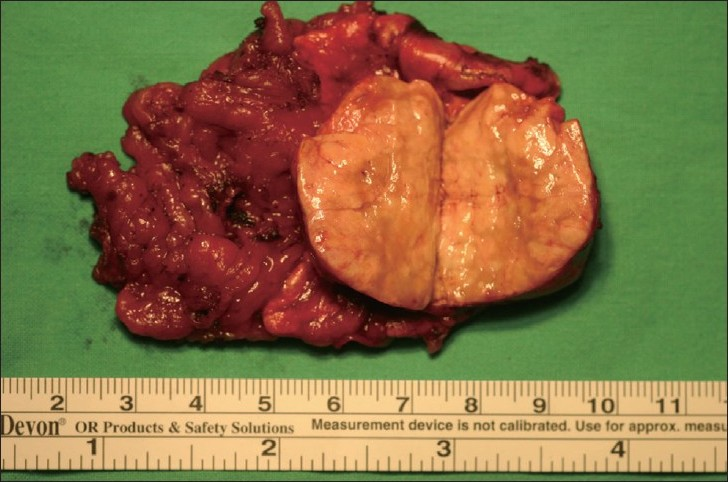 2 3 4 5 6 7 8 9 10 11
Devon® OR Products & Safety Solutions Measurement device is not calibrated. Use for approx. measu
1 2 3 4